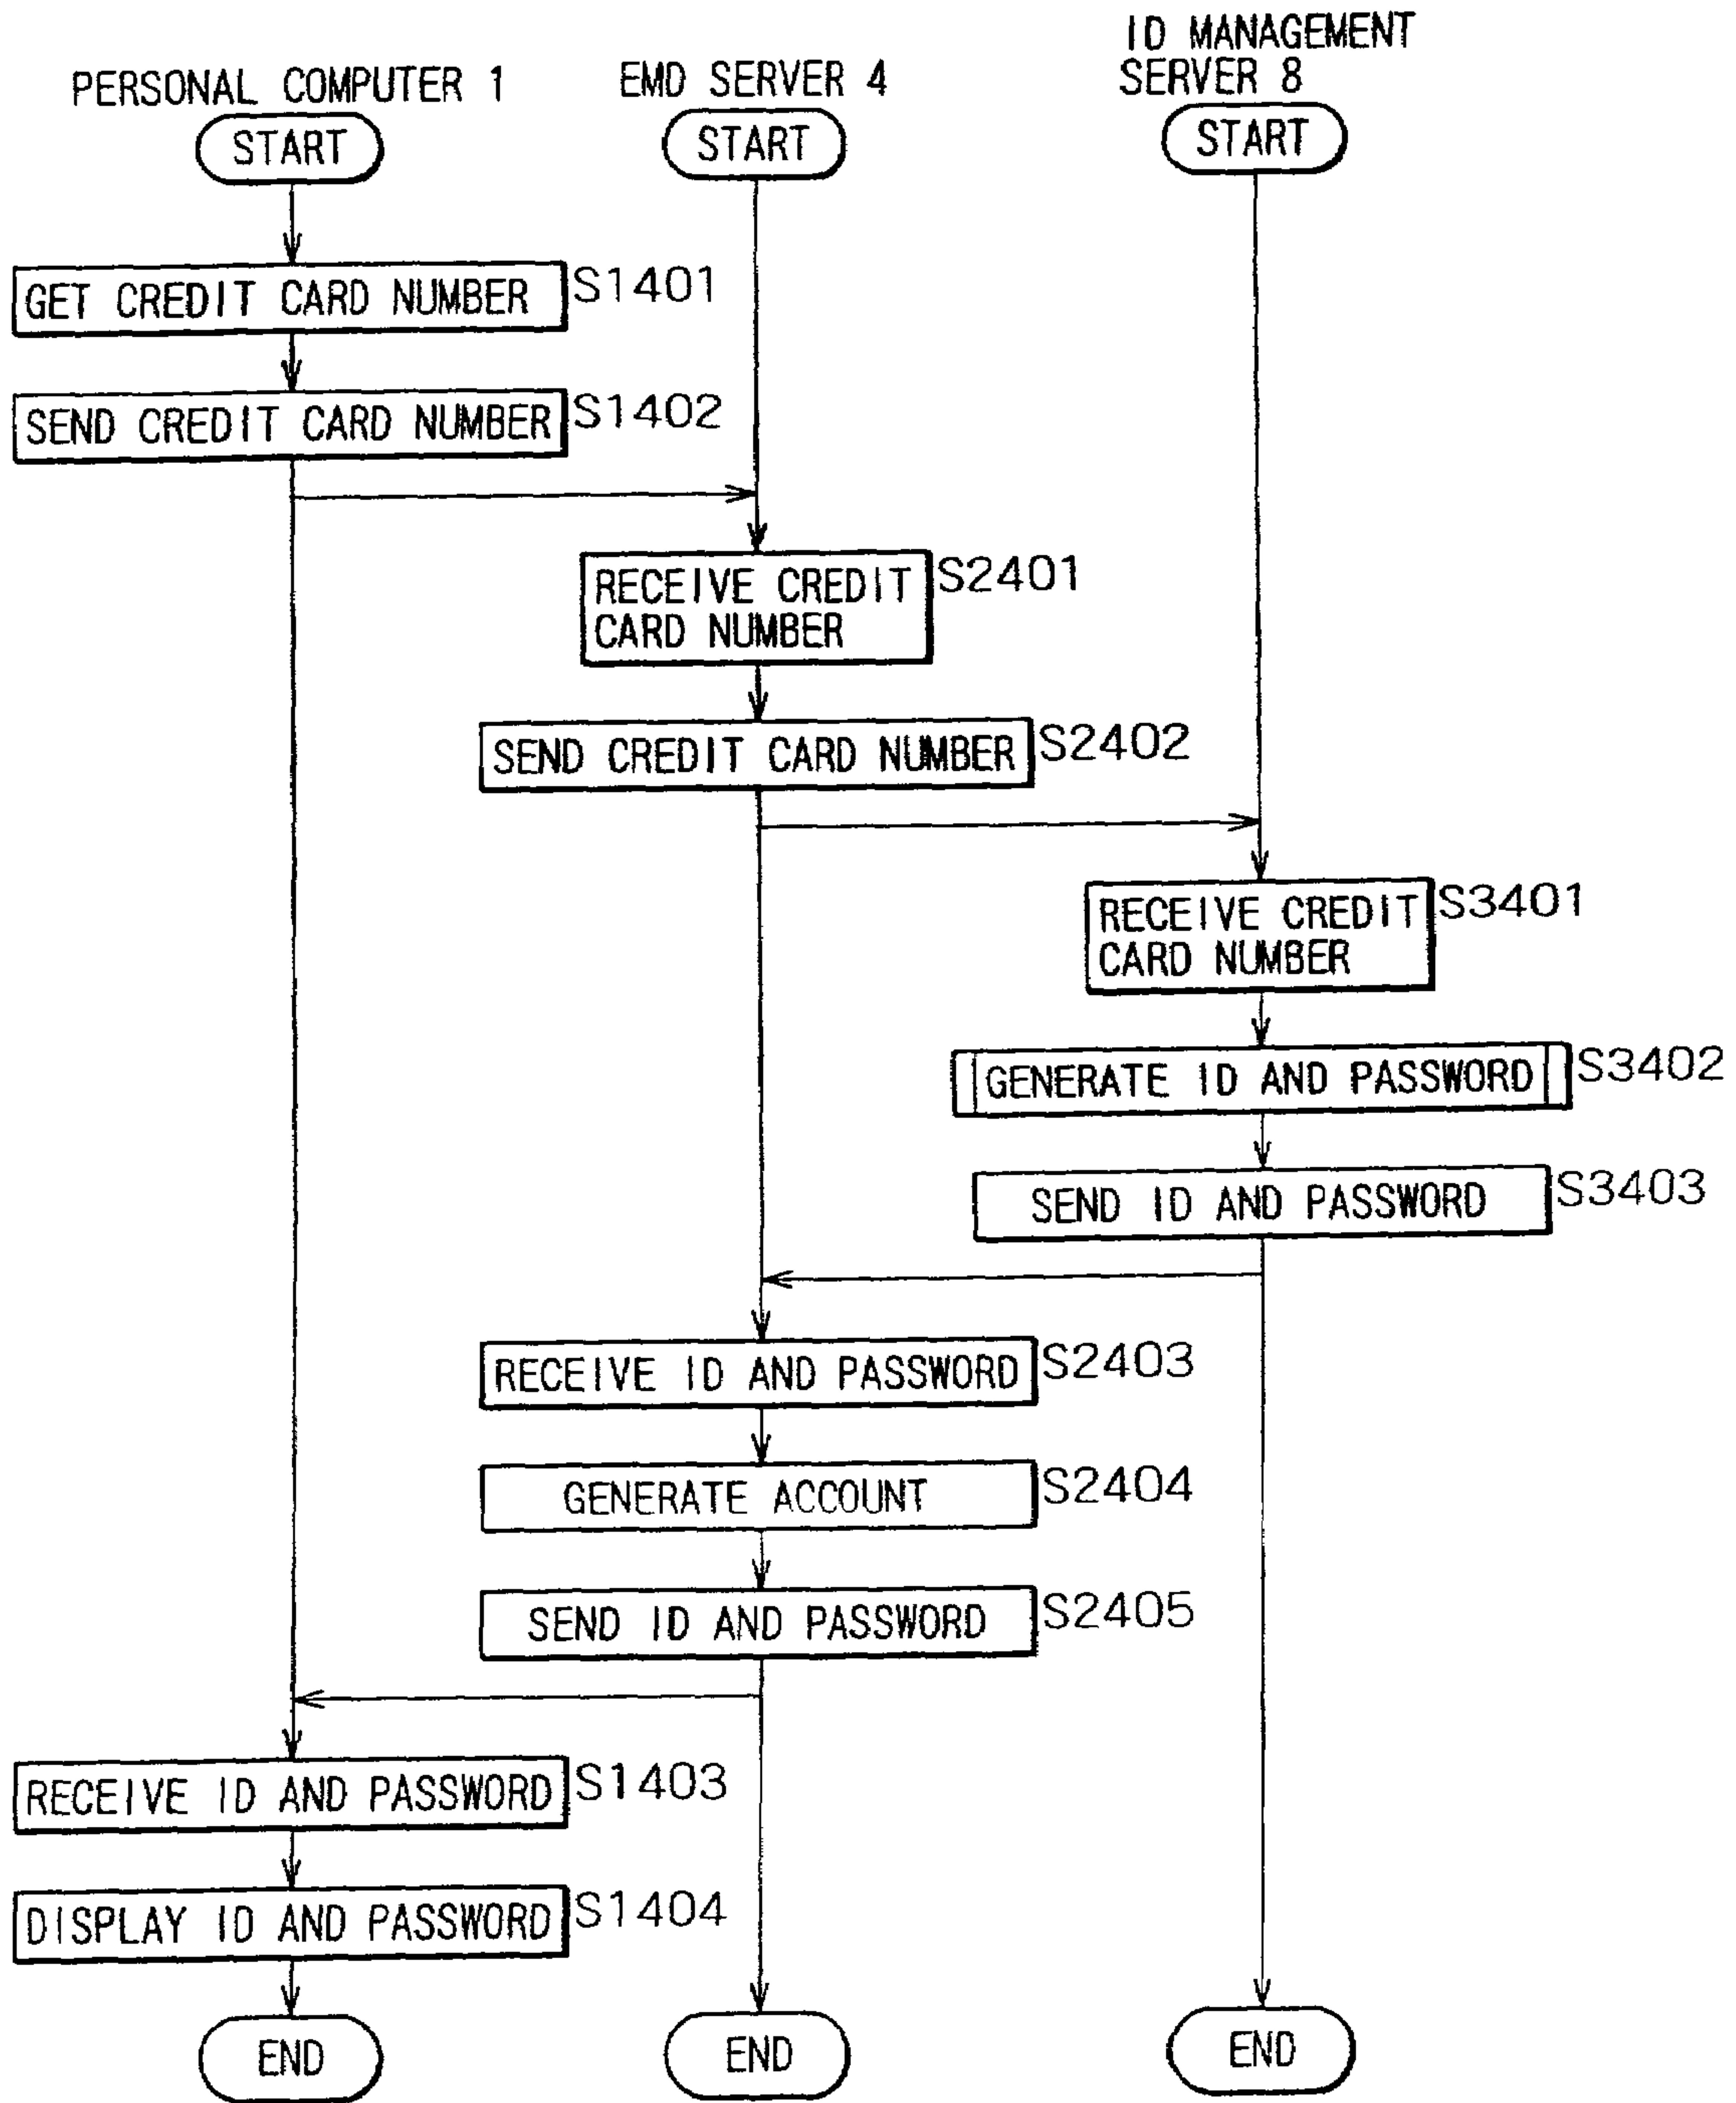 PERSONAL COMPUTER 1
EMD SERVER 4
ID MANAGEMENT
SERVER 8
START
START
START
GET CREDIT CARD NUMBER
S1401
SEND CREDIT CARD NUMBER
S1402
RECEIVE CREDIT
CARD NUMBER
S2401
SEND CREDIT CARD NUMBER
S2402
RECEIVE CREDIT
CARD NUMBER
S3401
GENERATE ID AND PASSWORD
S3402
SEND ID AND PASSWORD
S3403
RECEIVE ID AND PASSWORD
S2403
GENERATE ACCOUNT
S2404
SEND ID AND PASSWORD
S2405
RECEIVE ID AND PASSWORD
S1403
DISPLAY ID AND PASSWORD
S1404
END
END
END